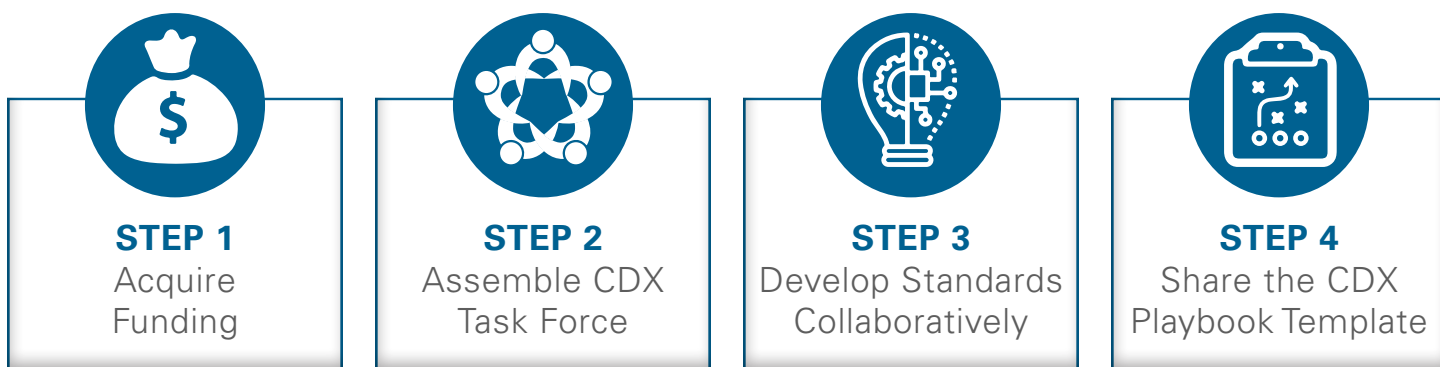 $
STEP 1
Acquire
Funding
STEP 2
Assemble CDX
Task Force
STEP 3
Develop Standards
Collaboratively
STEP 4
Share the CDX
Playbook Template